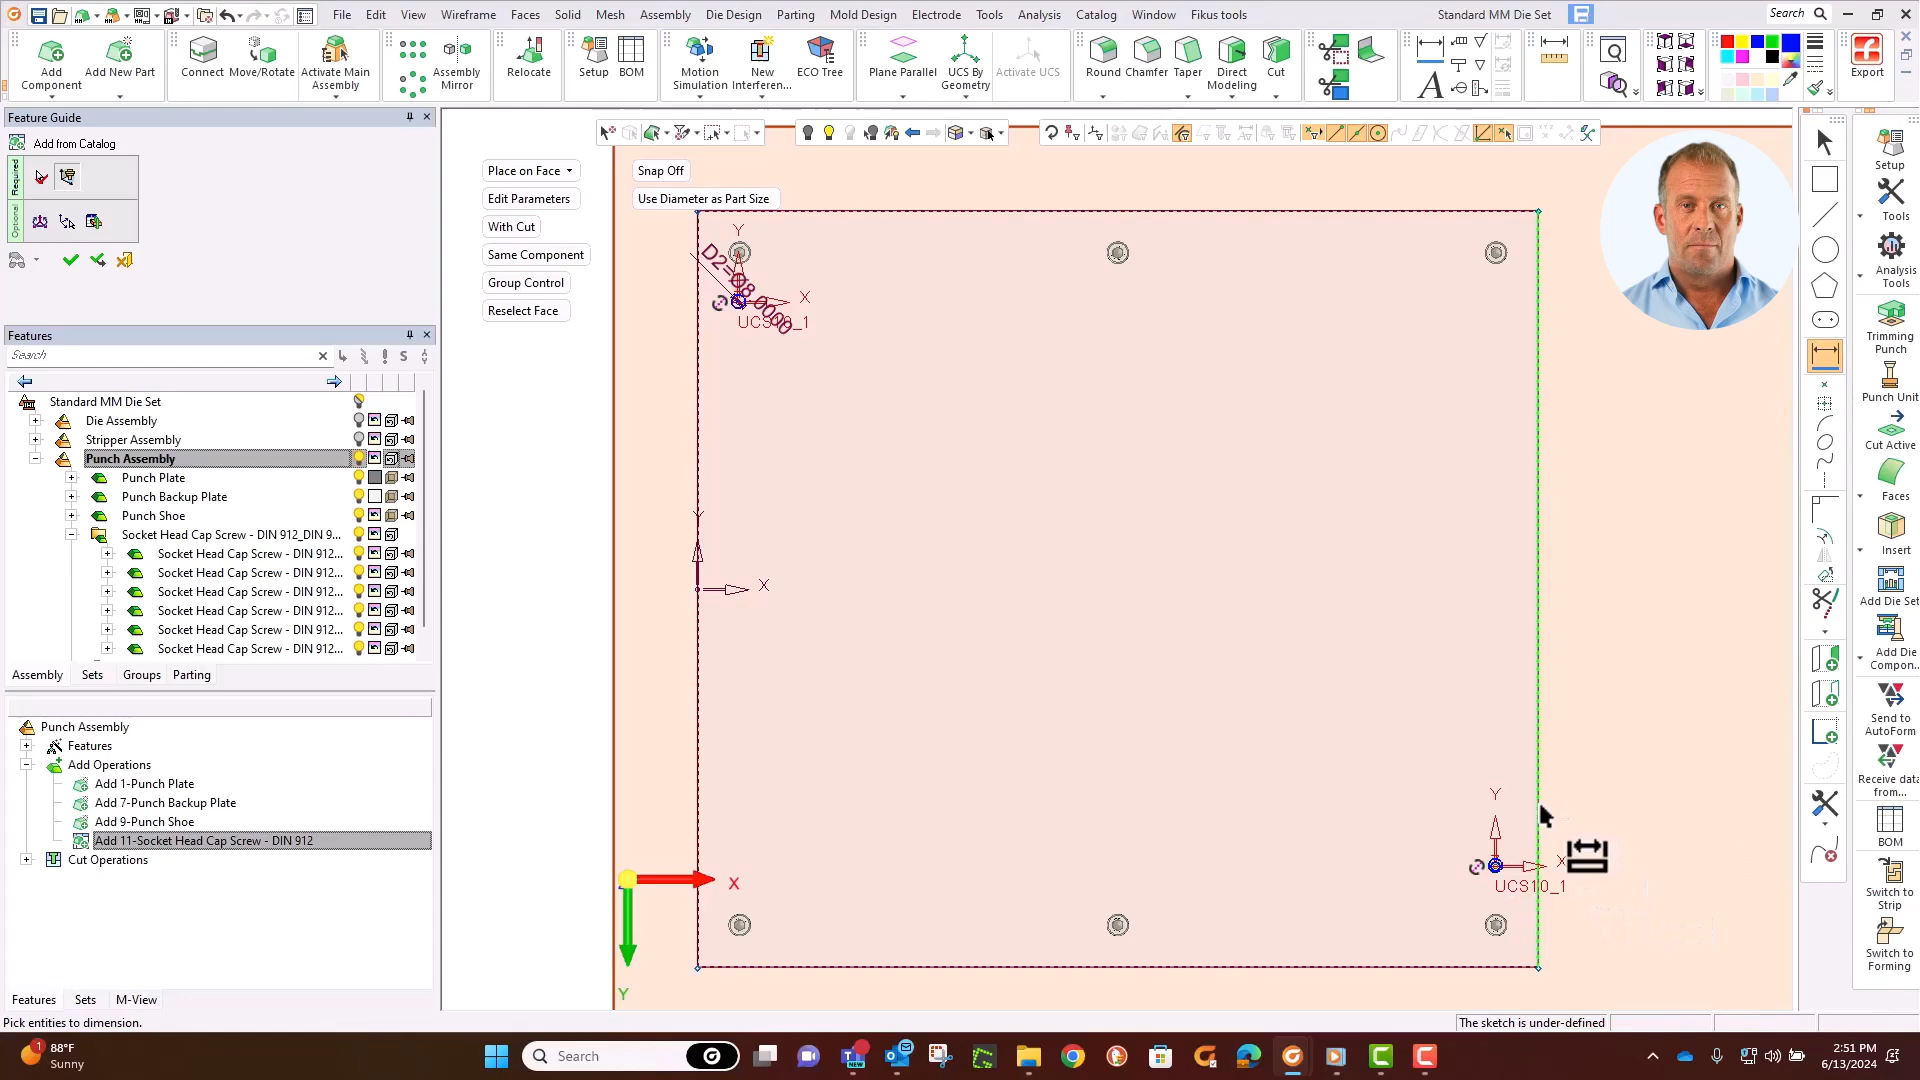 File Edit View Wireframe Faces Solid Mesh Assembly Die Design Parting Mold Design Electrode Tools Analysis Catalog Window Fikus tools
Standard MM Die Set
Search
Add Component
Add New Part
Connect
Move/Rotate
Activate Main Assembly
Assembly Mirror
Relocate
Setup
BOM
Motion Simulation
New Interferen...
ECO Tree
Plane Parallel
UCS By Geometry
Activate UCS
Round
Chamfer
Taper
Direct Modeling
Cut
Export
Feature Guide
Add from Catalog
Required
Optional
Features
Search
S
Standard MM Die Set
Die Assembly
Stripper Assembly
Punch Assembly
Punch Plate
Punch Backup Plate
Punch Shoe
Socket Head Cap Screw - DIN 912_DIN 9...
Socket Head Cap Screw - DIN 912...
Socket Head Cap Screw - DIN 912...
Socket Head Cap Screw - DIN 912...
Socket Head Cap Screw - DIN 912...
Socket Head Cap Screw - DIN 912...
Socket Head Cap Screw - DIN 912...
Assembly Sets Groups Parting
Punch Assembly
Features
Add Operations
Add 1-Punch Plate
Add 7-Punch Backup Plate
Add 9-Punch Shoe
Add 11-Socket Head Cap Screw - DIN 912
Cut Operations
Features Sets M-View
Pick entities to dimension.
Place on Face
Edit Parameters
With Cut
Same Component
Group Control
Reselect Face
Snap Off
Use Diameter as Part Size
Y
X
UCS10_1
Y
X
Y
X
UCS10_1
X
Y
Setup
Tools
Analysis Tools
Trimming Punch
Punch Unit
Cut Active
Faces
Insert
Add Die Set
Add Die Compon...
Send to AutoForm
Receive data from...
BOM
Switch to Strip
Switch to Forming
The sketch is under-defined
88°F
Sunny
Search
2:51 PM
6/13/2024